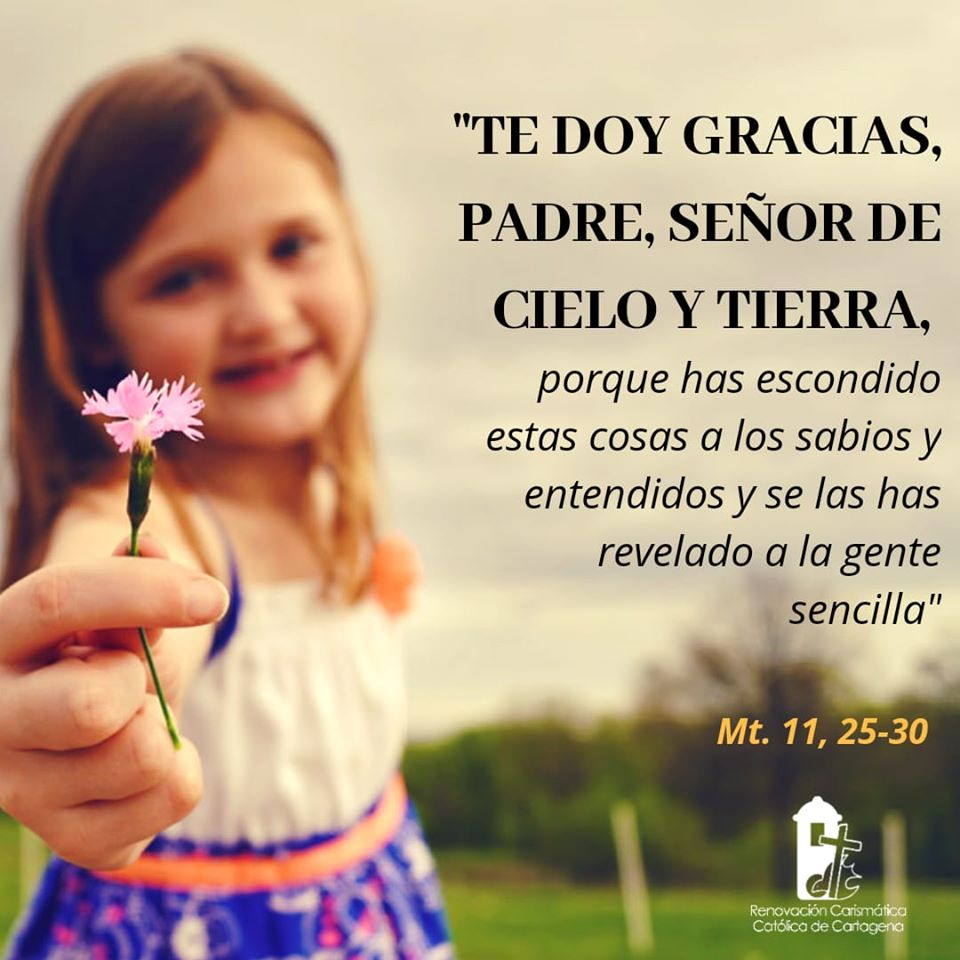 "TE DOY GRACIAS,
PADRE, SEÑOR DE
CIELO Y TIERRA,
porque has escondido
estas cosas a los sabios y
entendidos y se las has
revelado a la gente
sencilla"
Mt. 11, 25-30
Renovación Carismática
Católica de Cartagena